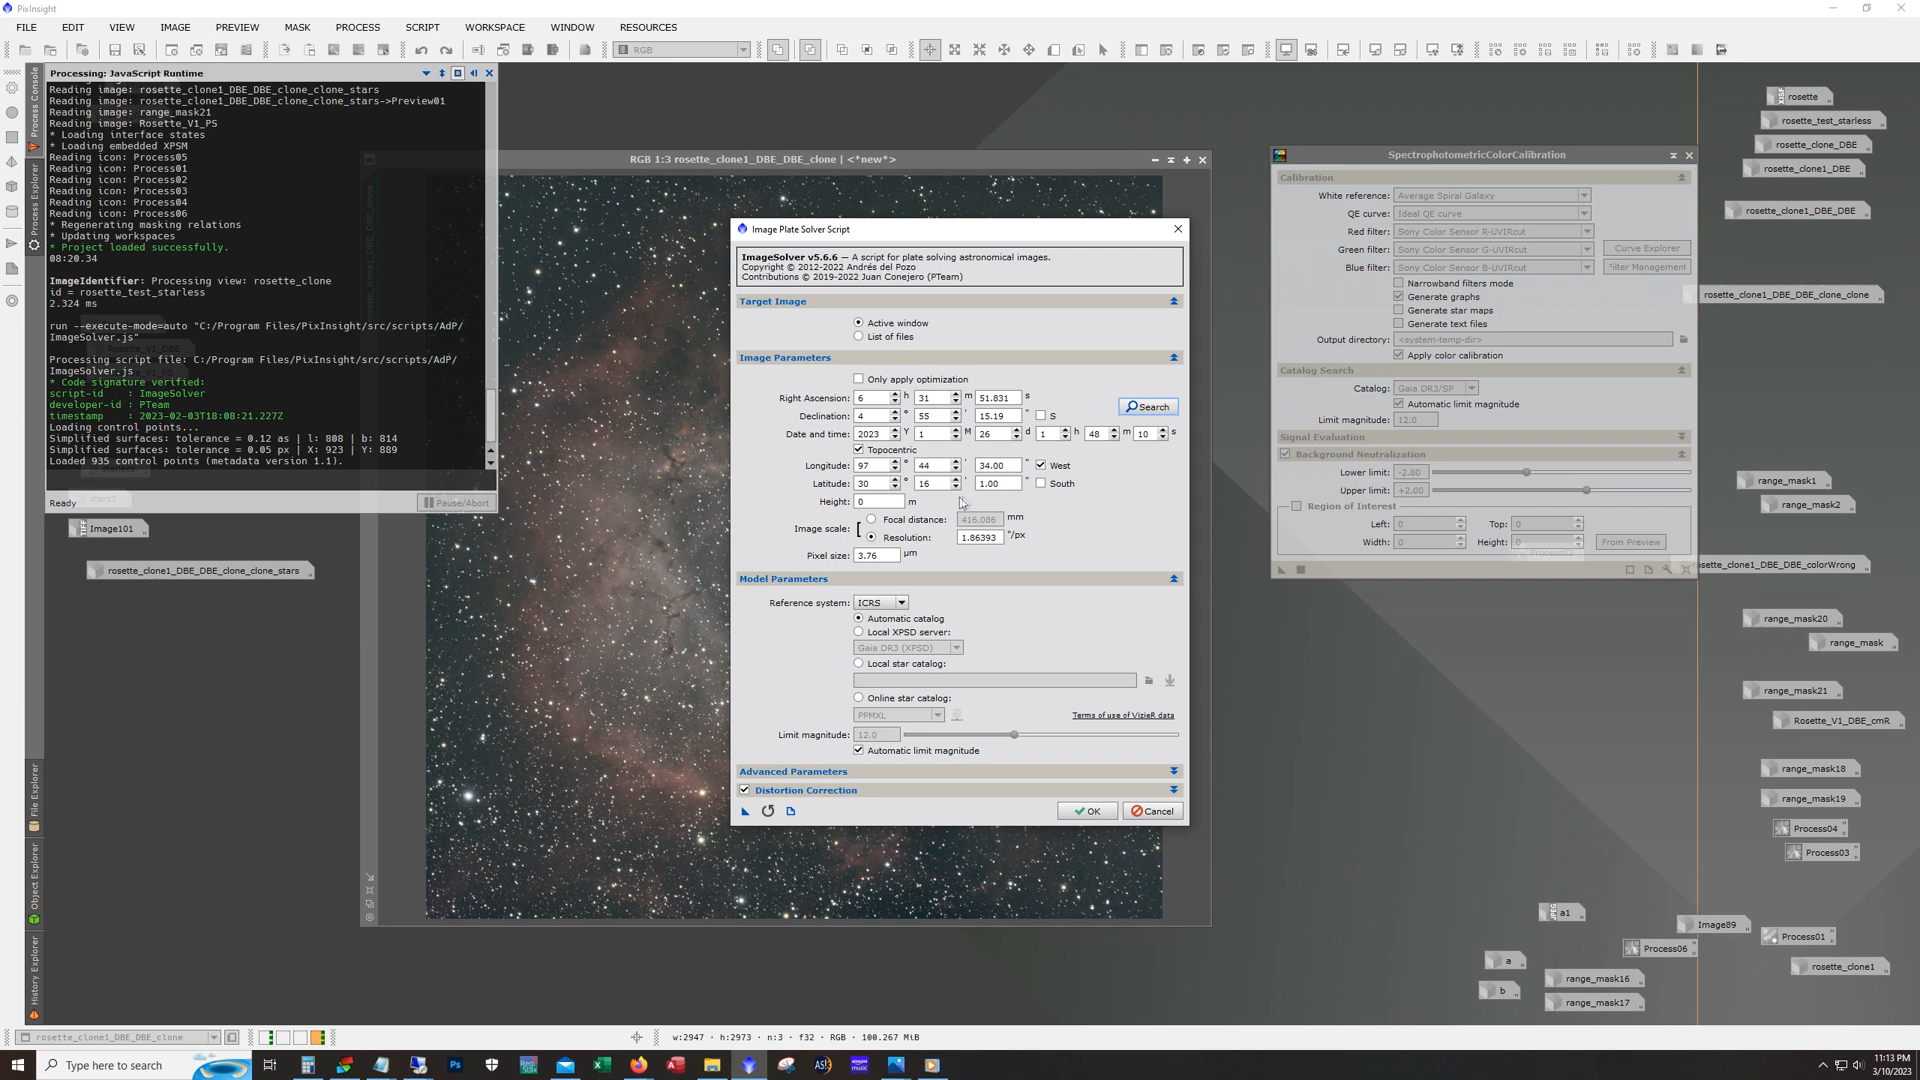 PixInsight
FILE EDIT VIEW IMAGE PREVIEW MASK PROCESS SCRIPT WORKSPACE WINDOW RESOURCES
RGB
Processing: JavaScript Runtime
Reading image: rosette_clone1_DBE_DBE_clone_clone_stars
Reading image: rosette_clone1_DBE_DBE_clone_clone_stars->Preview01
Reading image: range_mask21
Reading image: Rosette_V1_PS
* Loading interface states
* Loading embedded XPSM
Reading icon: Process05
Reading icon: Process01
Reading icon: Process02
Reading icon: Process03
Reading icon: Process04
Reading icon: Process06
* Regenerating masking relations
* Updating workspaces
* Project loaded successfully.
08:20.34
ImageIdentifier: Processing view: rosette_clone
id = rosette_test_starless
2.324 ms
run --execute-mode=auto "C:/Program Files/PixInsight/src/scripts/AdP/
ImageSolver.js"
Processing script file: C:/Program Files/PixInsight/src/scripts/AdP/
ImageSolver.js
* Code signature verified:
script-id : ImageSolver
developer-id : PTeam
timestamp : 2023-02-03T18:08:21.227Z
Loading control points...
Simplified surfaces: tolerance = 0.12 as | l: 808 | b: 814
Simplified surfaces: tolerance = 0.05 px | X: 923 | Y: 889
Loaded 935 control points (metadata version 1.1).
Ready
Pause/Abort
Process Console
Process Explorer
File Explorer
Object Explorer
History Explorer
stars2
Image101
rosette_clone1_DBE_DBE_clone_clone_stars
RGB 1:3 rosette_clone1_DBE_DBE_clone | <*new*>
Image Plate Solver Script
ImageSolver v5.6.6 — A script for plate solving astronomical images.
Copyright © 2012-2022 Andrés del Pozo
Contributions © 2019-2022 Juan Conejero (PTeam)
Target Image
Active window
List of files
Image Parameters
Only apply optimization
Right Ascension: 6 h 31 m 51.831 s
Search
Declination: 4 ° 55 ' 15.19 " S
Date and time: 2023 Y 1 M 26 d 1 h 48 m 10 s
Topocentric
Longitude: 97 ° 44 ' 34.00 " West
Latitude: 30 ° 16 ' 1.00 " South
Height: 0 m
Image scale: [ Focal distance: 416.086 mm
Resolution: 1.86393 "/px
Pixel size: 3.76 µm
Model Parameters
Reference system: ICRS
Automatic catalog
Local XPSD server:
Gaia DR3 (XPSD)
Local star catalog:
Online star catalog:
PPMXL
Terms of use of VizieR data
Limit magnitude: 12.0
Automatic limit magnitude
Advanced Parameters
Distortion Correction
OK
Cancel
SpectrophotometricColorCalibration
Calibration
White reference: Average Spiral Galaxy
QE curve: Ideal QE curve
Red filter: Sony Color Sensor R-UVIRcut
Green filter: Sony Color Sensor G-UVIRcut
Curve Explorer
Blue filter: Sony Color Sensor B-UVIRcut
Filter Management
Narrowband filters mode
Generate graphs
Generate star maps
Generate text files
Output directory: <system-temp-dir>
Apply color calibration
Catalog Search
Catalog: Gaia DR3/SP
Automatic limit magnitude
Limit magnitude: 12.0
Signal Evaluation
Background Neutralization
Lower limit: -2.80
Upper limit: +2.00
Region of Interest
Left: 0 Top: 0
Width: 0 Height: 0 From Preview
rosette
rosette_test_starless
rosette_clone_DBE
rosette_clone1_DBE
rosette_clone1_DBE_DBE
rosette_clone1_DBE_DBE_clone_clone
range_mask1
range_mask2
rosette_clone1_DBE_DBE_colorWrong
range_mask20
range_mask
range_mask21
Rosette_V1_DBE_cmR
range_mask18
range_mask19
Process04
Process03
a1
Image89
Process01
Process06
a
rosette_clone1
range_mask16
b
range_mask17
rosette_clone1_DBE_DBE_clone
w:2947 · h:2973 · n:3 · f32 · RGB · 100.267 MiB
Type here to search
11:13 PM
3/10/2023